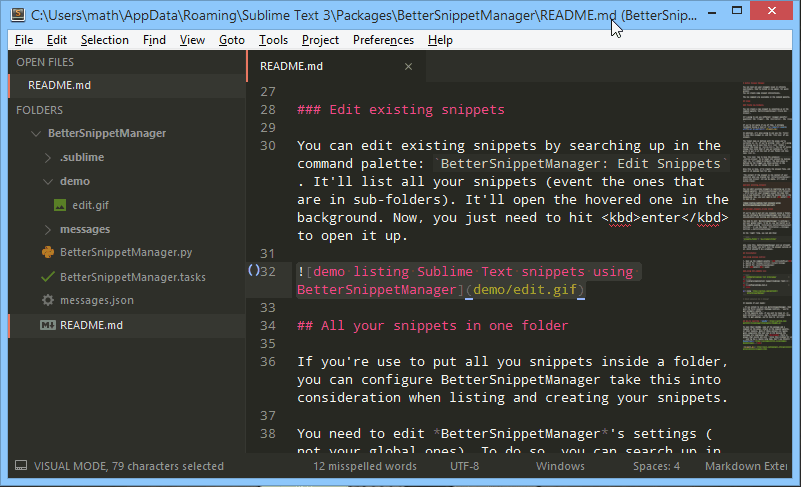 C:\Users\math\AppData\Roaming\Sublime Text 3\Packages\BetterSnippetManager\README.md (BetterSnip...
File Edit Selection Find View Goto Tools Project Preferences Help
OPEN FILES
README.md
FOLDERS
BetterSnippetManager
.sublime
demo
edit.gif
messages
BetterSnippetManager.py
BetterSnippetManager.tasks
messages.json
README.md
README.md ×
27
28 ### Edit existing snippets
29
30 You can edit existing snippets by searching up in the
command palette: `BetterSnippetManager: Edit Snippets`
. It'll list all your snippets (event the ones that
are in sub-folders). It'll open the hovered one in the
background. Now, you just need to hit <kbd>enter</kbd>
to open it up.
31
()32 ![demo listing Sublime Text snippets using
BetterSnippetManager](demo/edit.gif)
33
34 ## All your snippets in one folder
35
36 If you're use to put all you snippets inside a folder,
you can configure BetterSnippetManager take this into
consideration when listing and creating your snippets.
37
38 You need to edit *BetterSnippetManager*'s settings (
not your global ones). To do so, you can search up in
VISUAL MODE, 79 characters selected 12 misspelled words UTF-8 Windows Spaces: 4 Markdown Exter